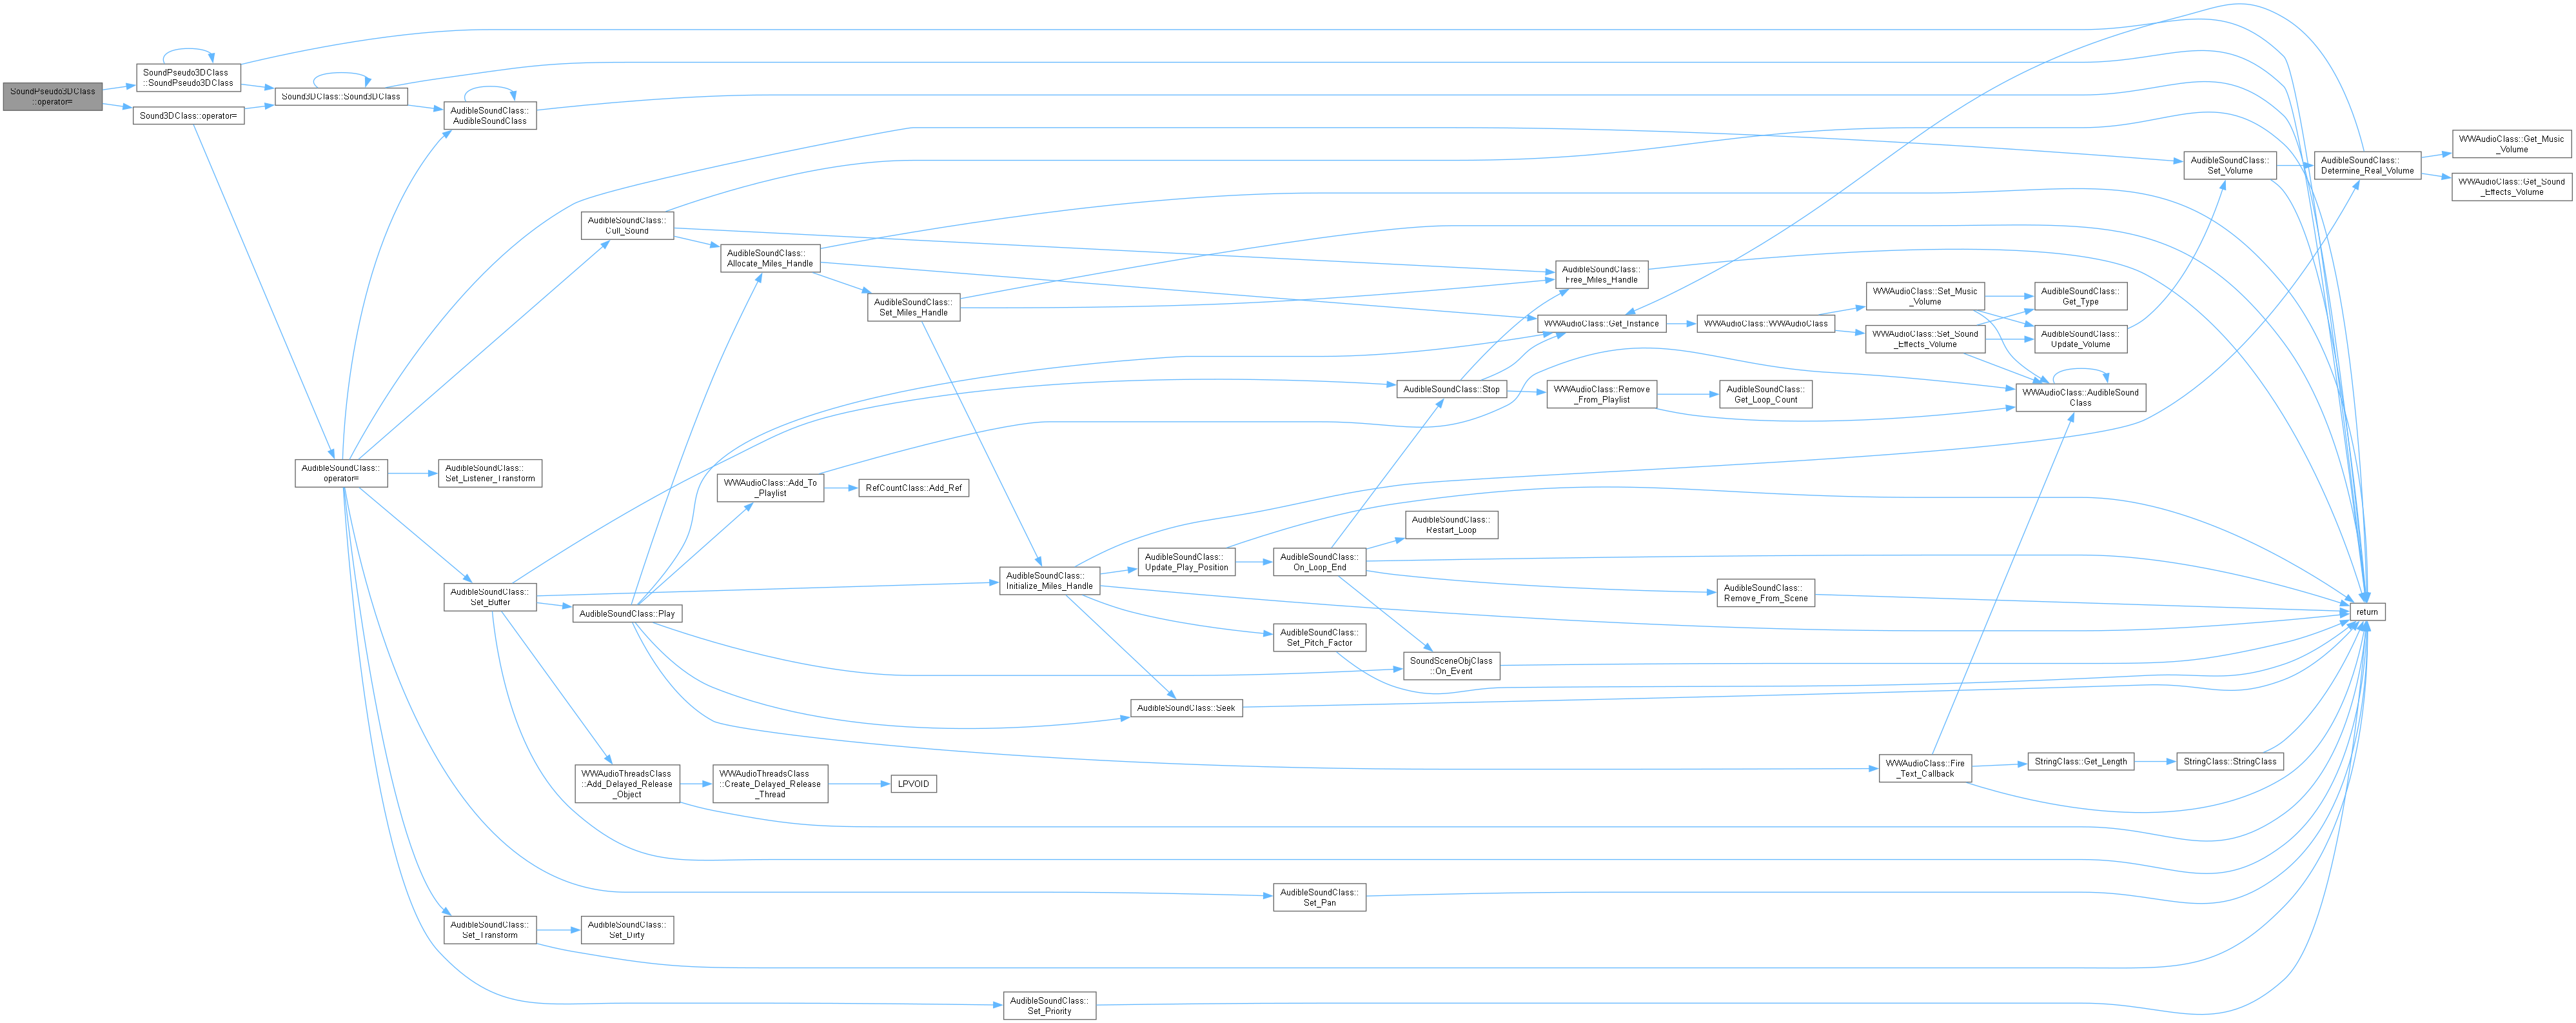 SoundPseudo3DClass
::operator=
SoundPseudo3DClass
::SoundPseudo3DClass
Sound3DClass::operator=
Sound3DClass::Sound3DClass
AudibleSoundClass::
AudibleSoundClass
AudibleSoundClass::
operator=
AudibleSoundClass::
Cull_Sound
AudibleSoundClass::
Set_Listener_Transform
AudibleSoundClass::
Set_Buffer
AudibleSoundClass::
Set_Transform
AudibleSoundClass::
Set_Dirty
AudibleSoundClass::
Allocate_Miles_Handle
AudibleSoundClass::
Set_Miles_Handle
WWAudioClass::Add_To
_Playlist
RefCountClass::Add_Ref
AudibleSoundClass::Play
WWAudioThreadsClass
::Add_Delayed_Release
_Object
WWAudioThreadsClass
::Create_Delayed_Release
_Thread
LPVOID
AudibleSoundClass::
Initialize_Miles_Handle
AudibleSoundClass::
Set_Priority
AudibleSoundClass::
Update_Play_Position
AudibleSoundClass::Seek
AudibleSoundClass::
On_Loop_End
AudibleSoundClass::
Set_Pitch_Factor
AudibleSoundClass::
Set_Pan
AudibleSoundClass::Stop
AudibleSoundClass::
Restart_Loop
SoundSceneObjClass
::On_Event
AudibleSoundClass::
Free_Miles_Handle
WWAudioClass::Get_Instance
WWAudioClass::Remove
_From_Playlist
WWAudioClass::WWAudioClass
AudibleSoundClass::
Get_Loop_Count
AudibleSoundClass::
Remove_From_Scene
WWAudioClass::Set_Music
_Volume
WWAudioClass::Set_Sound
_Effects_Volume
WWAudioClass::Fire
_Text_Callback
AudibleSoundClass::
Get_Type
AudibleSoundClass::
Update_Volume
WWAudioClass::AudibleSound
Class
StringClass::Get_Length
StringClass::StringClass
AudibleSoundClass::
Set_Volume
AudibleSoundClass::
Determine_Real_Volume
return
WWAudioClass::Get_Music
_Volume
WWAudioClass::Get_Sound
_Effects_Volume